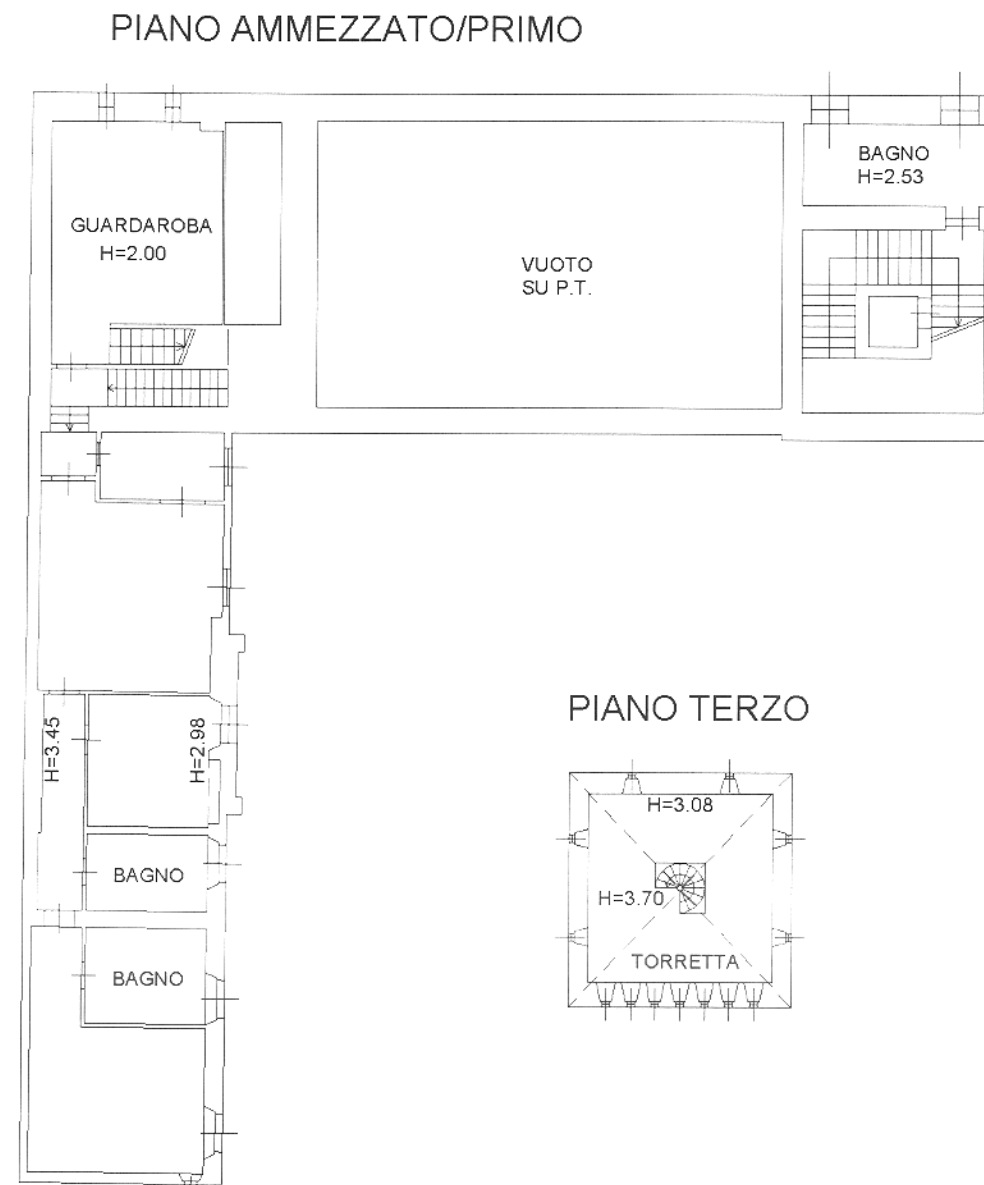 PIANO AMMEZZATO/PRIMO
BAGNO
H=2.53
GUARDAROBA
H=2.00
VUOTO
SU P.T.
H=3.45
H=2.98
BAGNO
BAGNO
PIANO TERZO
H=3.08
H=3.70
TORRETTA